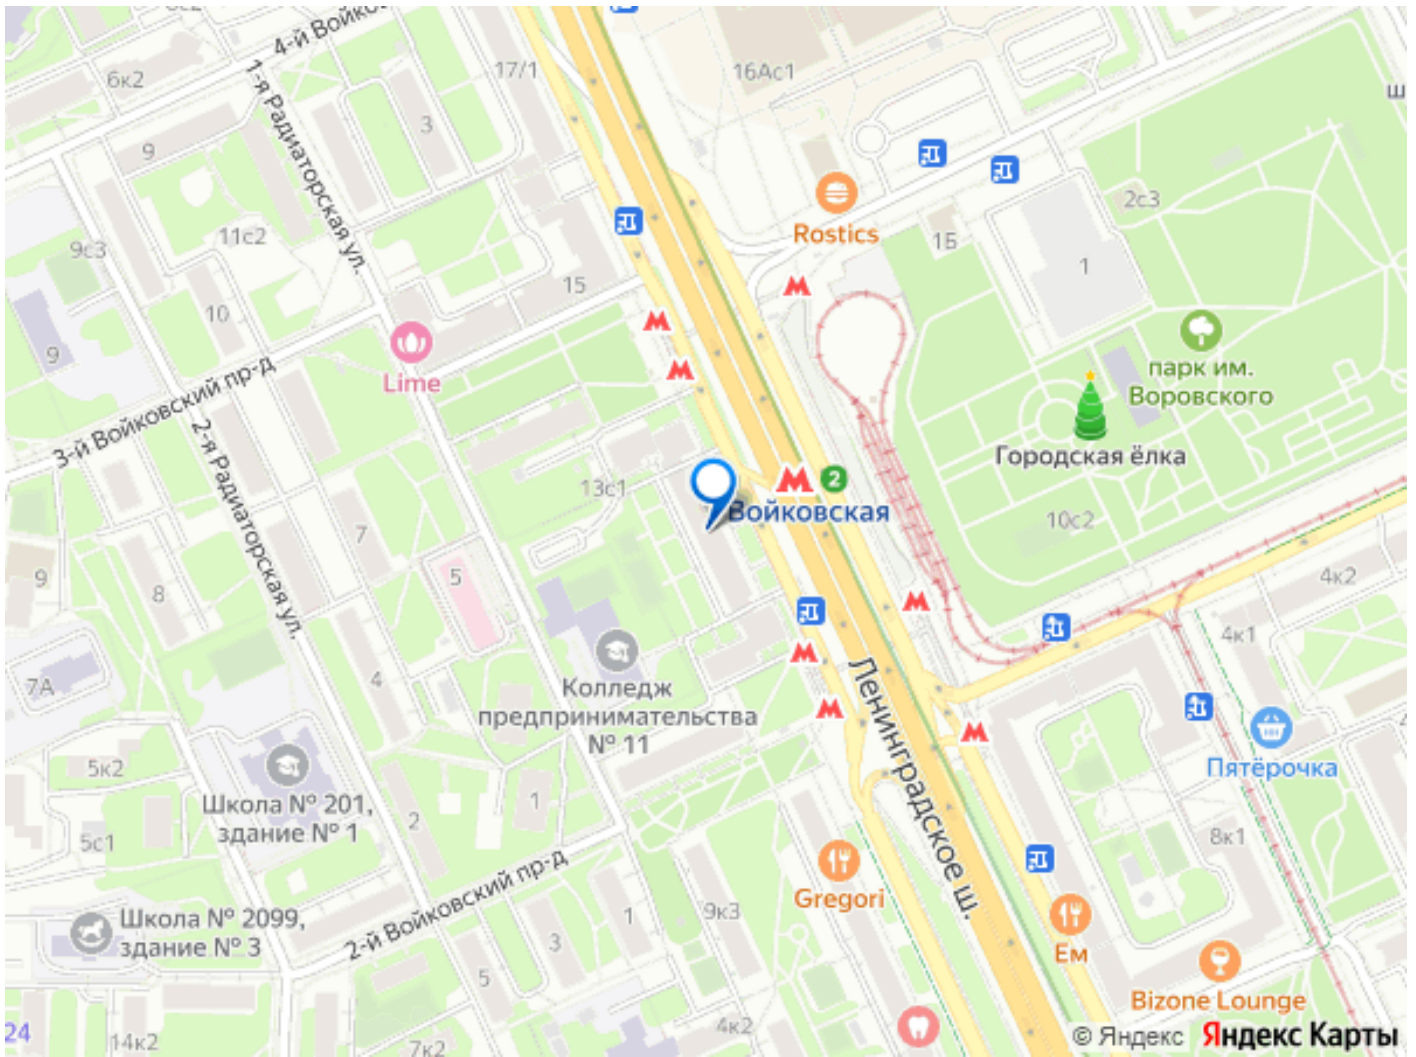 4-й Войко
6к2
17/1
16Ас1
ш
1-я Радиаторская ул.
3
9
2с3
Rostics
1Б
11с2
9с3
1
15
10
9
Lime
парк им.
Воровского
3-й Войковский пр-д
Городская ёлка
2-я Радиаторская ул.
13с1
2
Войковская
7
10с2
9
8
5
4к2
4к1
7А
4
Колледж
предпринимательства
№ 11
Ленинградское ш.
5к2
Пятёрочка
Школа № 201,
здание № 1
2
1
5с1
8к1
Gregori
2-й Войковский пр-д
9к3
1
Школа № 2099,
здание № 3
3
Ем
5
Bizone Lounge
24
14к2
7к2
4к2
© Яндекс Яндекс Карты